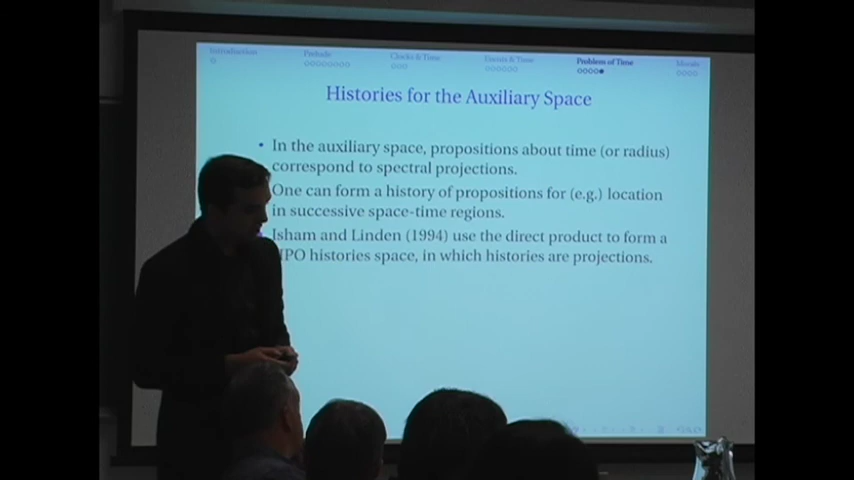 Introduction Prelude Clocks & Time Events & Time Problem of Time Morals
Histories for the Auxiliary Space
• In the auxiliary space, propositions about time (or radius)
correspond to spectral projections.
One can form a history of propositions for (e.g.) location
in successive space-time regions.
Isham and Linden (1994) use the direct product to form a
HPO histories space, in which histories are projections.